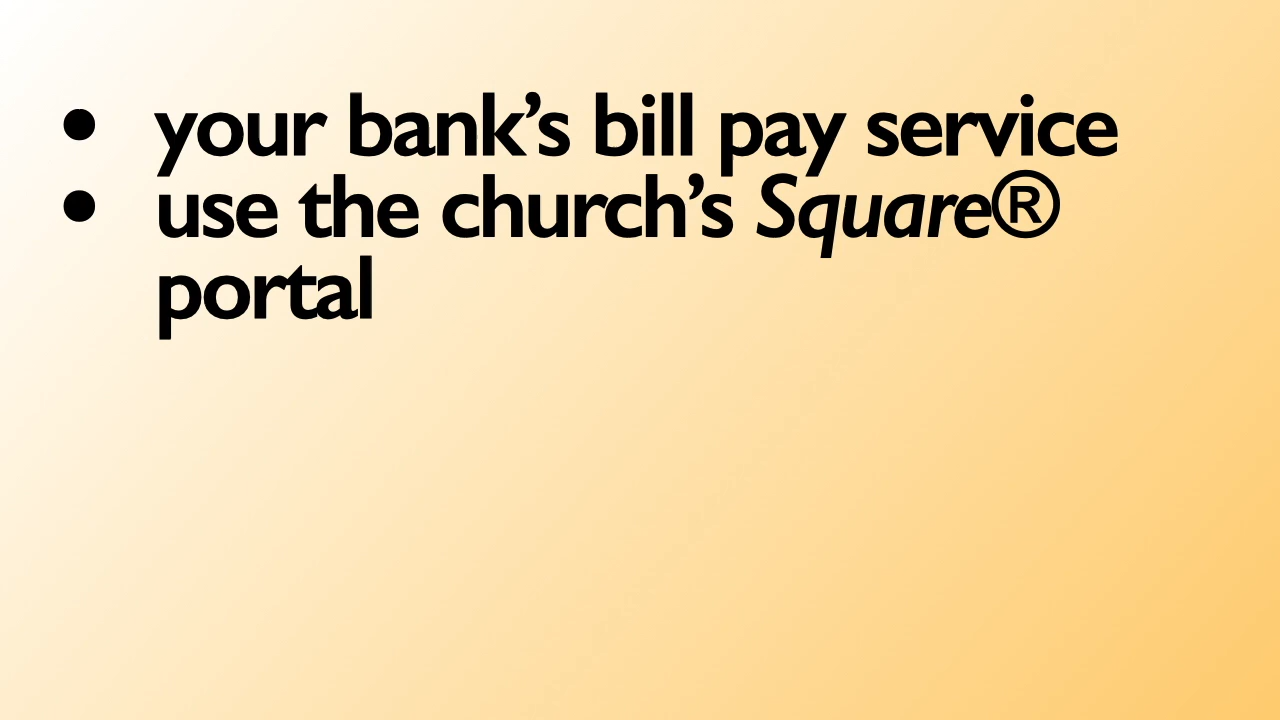 • your bank’s bill pay service
• use the church’s Square®
portal